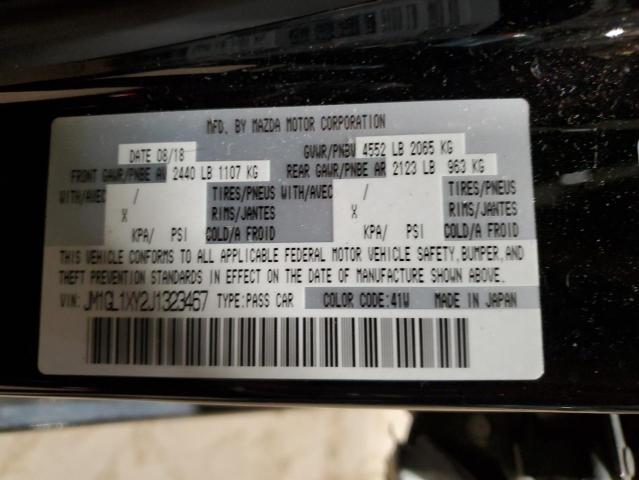 MFD. BY MAZDA MOTOR CORPORATION
DATE 08/18 GVWR/PNBV 4552 LB 2065 KG
FRONT GAWR/PNBE AV 2440 LB 1107 KG REAR GAWR/PNBE AR 2123 LB 963 KG
WITH/AVEC / TIRES/PNEUS WITH/AVEC / TIRES/PNEUS
X RIMS/JANTES X RIMS/JANTES
KPA/ PSI COLD/A FROID KPA/ PSI COLD/A FROID
THIS VEHICLE CONFORMS TO ALL APPLICABLE FEDERAL MOTOR VEHICLE SAFETY,BUMPER,AND
THEFT PREVENTION STANDARDS IN EFFECT ON THE DATE OF MANUFACTURE SHOWN ABOVE.
VIN: JM1GL1XY2J1323467 TYPE:PASS CAR COLOR CODE:41W MADE IN JAPAN